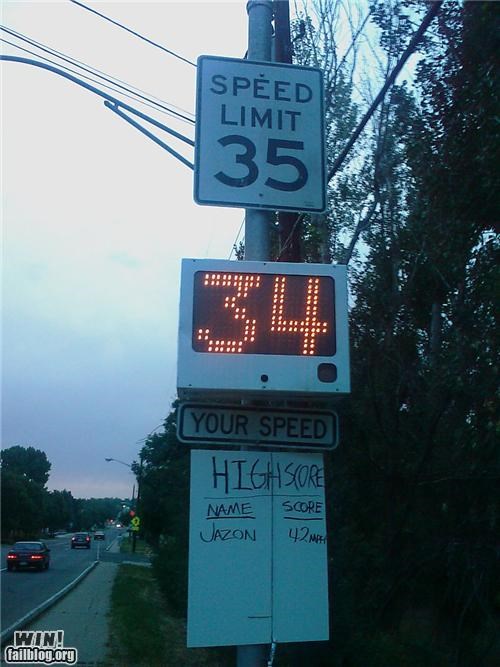 SPEED
LIMIT
35
34
YOUR SPEED
HIGH SCORE
NAME SCORE
JAZON 42 MPH
WIN!
failblog.org